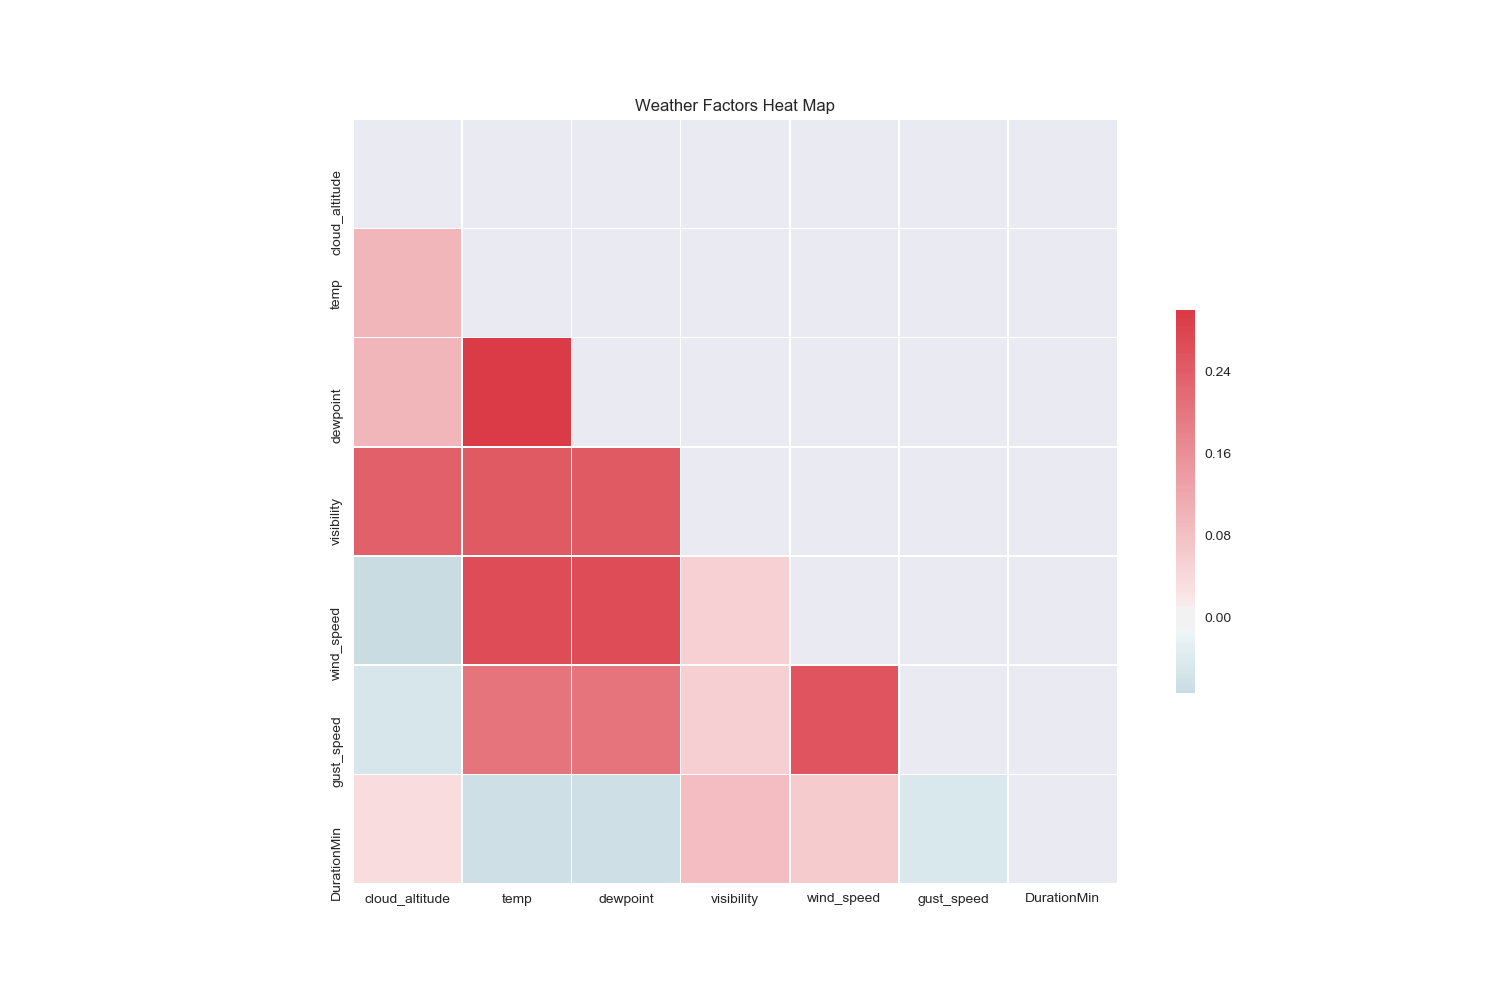 Weather Factors Heat Map
cloud_altitude
temp
dewpoint
visibility
wind_speed
gust_speed
DurationMin
cloud_altitude temp dewpoint visibility wind_speed gust_speed DurationMin
0.24
0.16
0.08
0.00